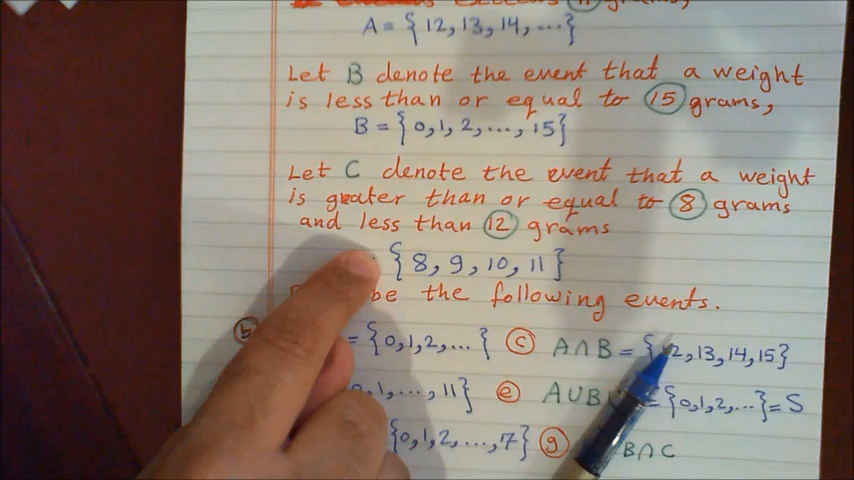 A = { 12, 13, 14, ... }
Let B denote the event that a weight
is less than or equal to 15 grams,
B = { 0, 1, 2, ..., 15 }
Let C denote the event that a weight
is greater than or equal to 8 grams
and less than 12 grams
{ 8, 9, 10, 11 }
be the following events.
b = { 0, 1, 2, ... } c A ∩ B = { 12, 13, 14, 15 }
0, 1, ..., 11 } e A ∪ B = { 0, 1, 2, ... } = S
{ 0, 1, 2, ..., 7 } g B ∩ C